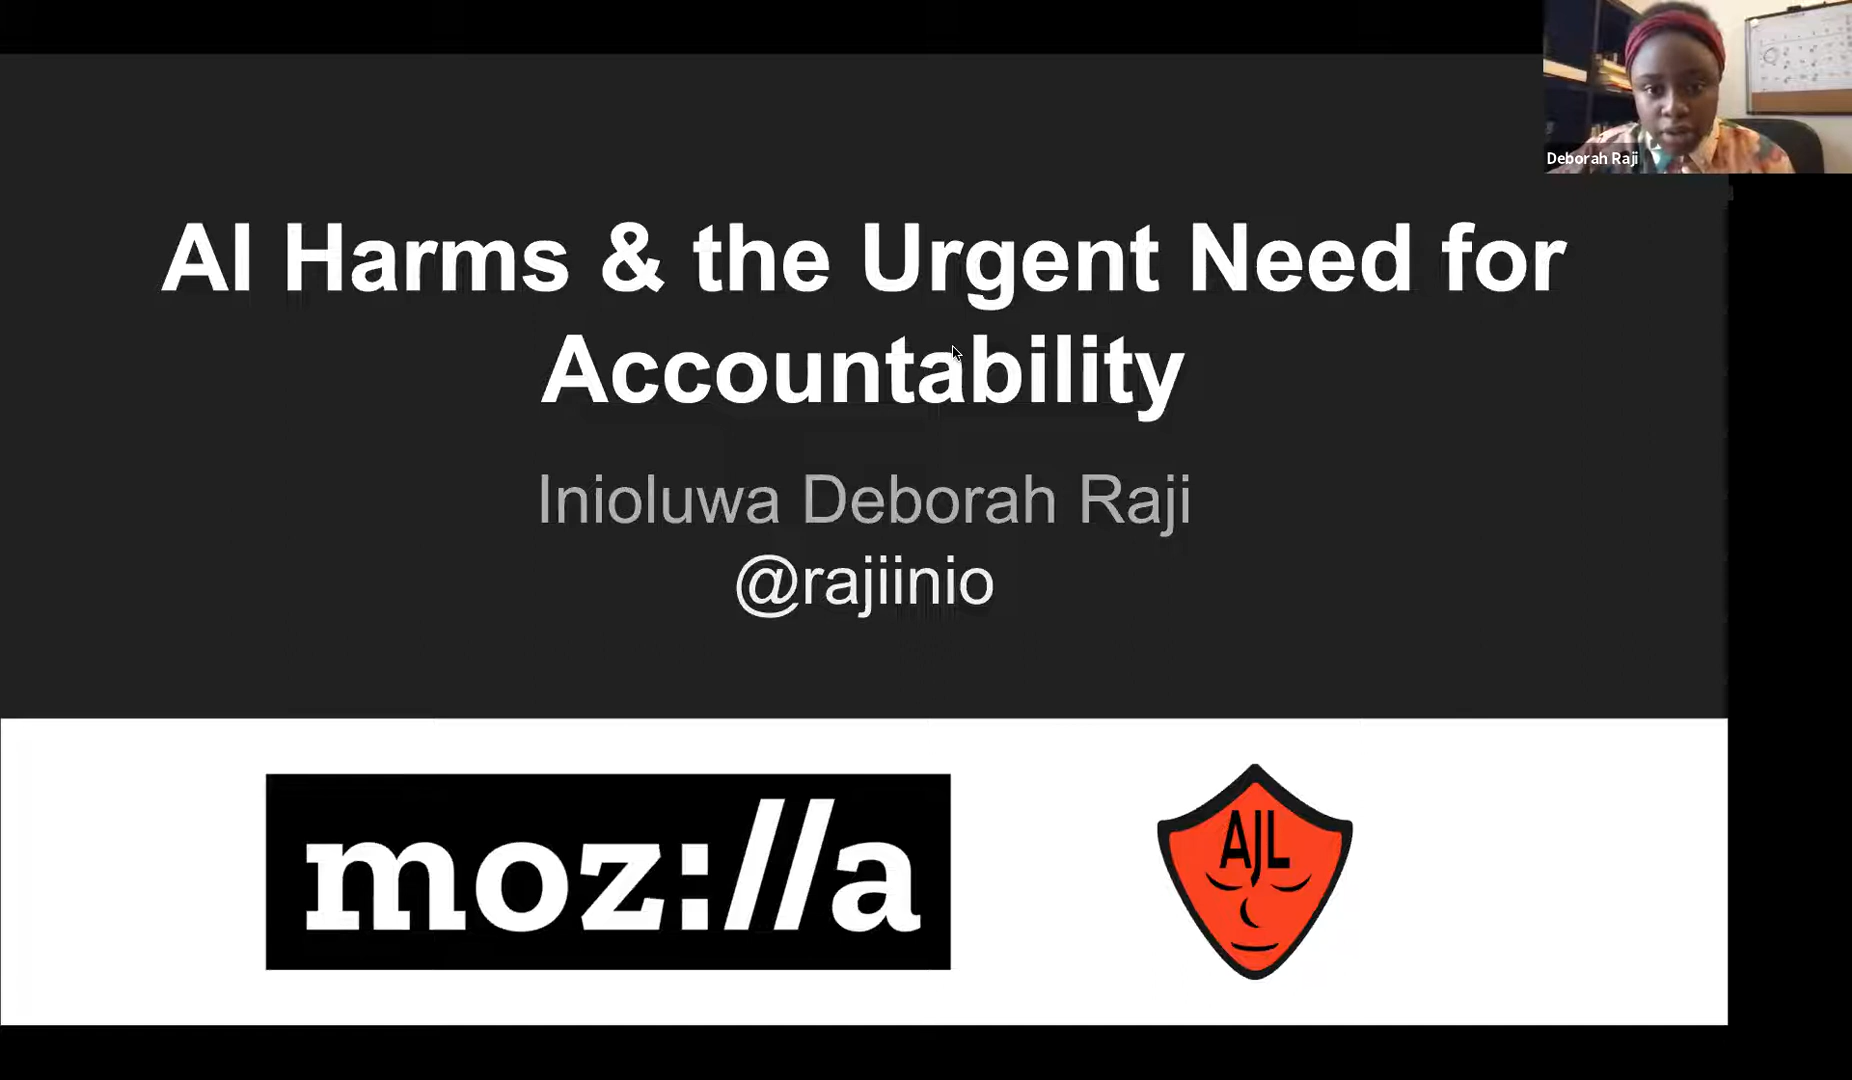 Deborah Raji
AI Harms & the Urgent Need for
Accountability
Inioluwa Deborah Raji
@rajiinio
moz://a
AJL